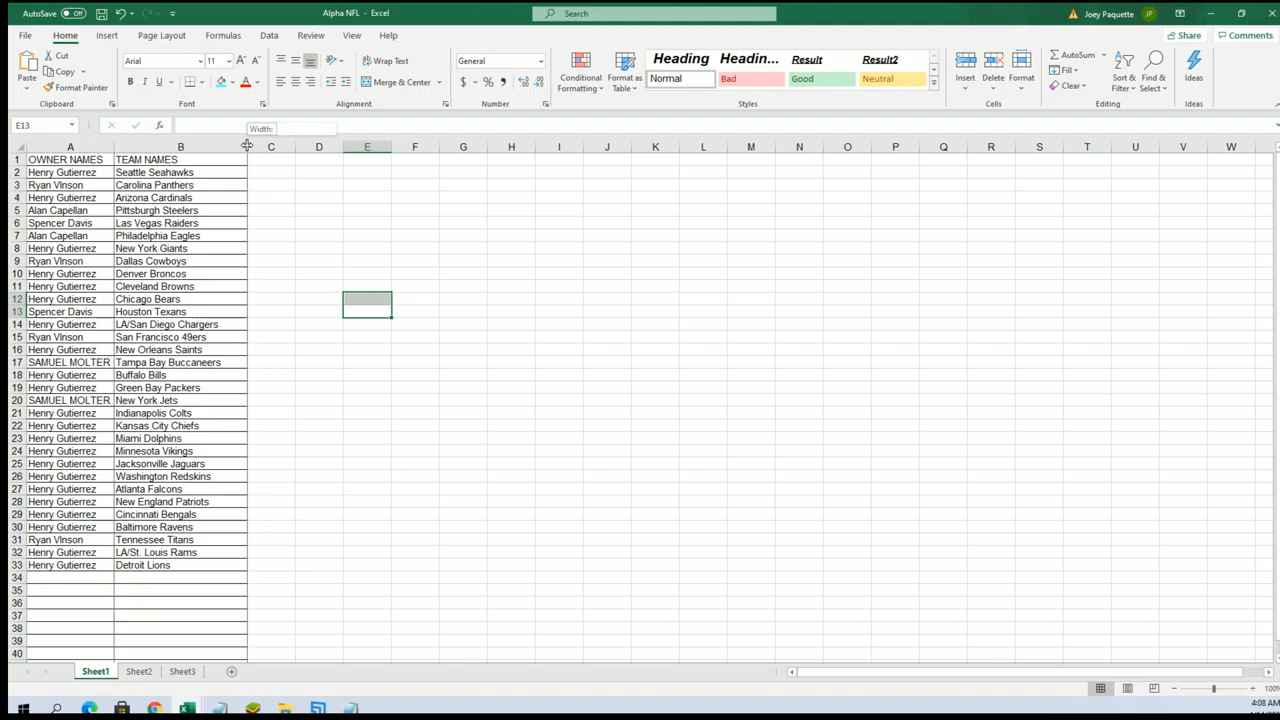 AutoSave Off Alpha NFL - Excel Search Joey Paquette JP
File Home Insert Page Layout Formulas Data Review View Help Share Comments
Cut Arial 11 A A Wrap Text General Heading Headin... Result Result2 AutoSum
Paste Copy Conditional Format as Normal Bad Good Neutral Insert Delete Format Fill Sort & Find & Ideas
Format Painter B I U A Merge & Center $ % Formatting Table Clear Filter Select
Clipboard Font Alignment Number Styles Cells Editing Ideas
E13 fx Width:
A B C D E F G H I J K L M N O P Q R S T U V W
1 OWNER NAMES TEAM NAMES
2 Henry Gutierrez Seattle Seahawks
3 Ryan VInson Carolina Panthers
4 Henry Gutierrez Arizona Cardinals
5 Alan Capellan Pittsburgh Steelers
6 Spencer Davis Las Vegas Raiders
7 Alan Capellan Philadelphia Eagles
8 Henry Gutierrez New York Giants
9 Ryan VInson Dallas Cowboys
10 Henry Gutierrez Denver Broncos
11 Henry Gutierrez Cleveland Browns
12 Henry Gutierrez Chicago Bears
13 Spencer Davis Houston Texans
14 Henry Gutierrez LA/San Diego Chargers
15 Ryan VInson San Francisco 49ers
16 Henry Gutierrez New Orleans Saints
17 SAMUEL MOLTER Tampa Bay Buccaneers
18 Henry Gutierrez Buffalo Bills
19 Henry Gutierrez Green Bay Packers
20 SAMUEL MOLTER New York Jets
21 Henry Gutierrez Indianapolis Colts
22 Henry Gutierrez Kansas City Chiefs
23 Henry Gutierrez Miami Dolphins
24 Henry Gutierrez Minnesota Vikings
25 Henry Gutierrez Jacksonville Jaguars
26 Henry Gutierrez Washington Redskins
27 Henry Gutierrez Atlanta Falcons
28 Henry Gutierrez New England Patriots
29 Henry Gutierrez Cincinnati Bengals
30 Henry Gutierrez Baltimore Ravens
31 Ryan VInson Tennessee Titans
32 Henry Gutierrez LA/St. Louis Rams
33 Henry Gutierrez Detroit Lions
34
35
36
37
38
39
40
Sheet1 Sheet2 Sheet3
100%
4:08 AM